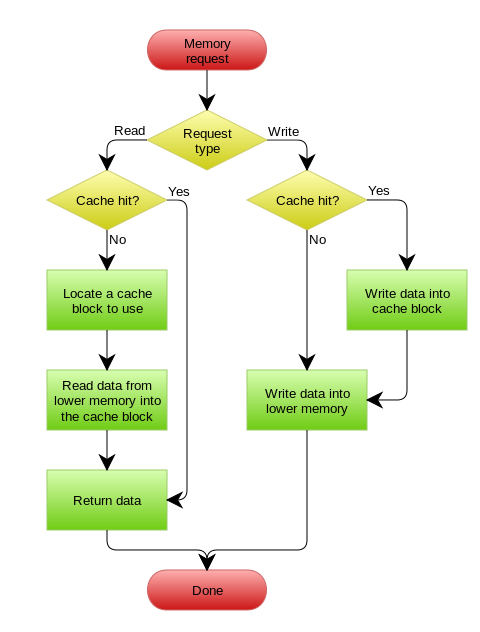 Memory
request
Request
type
Read
Write
Cache hit?
Yes
No
Cache hit?
Yes
No
Locate a cache
block to use
Write data into
cache block
Read data from
lower memory into
the cache block
Write data into
lower memory
Return data
Done